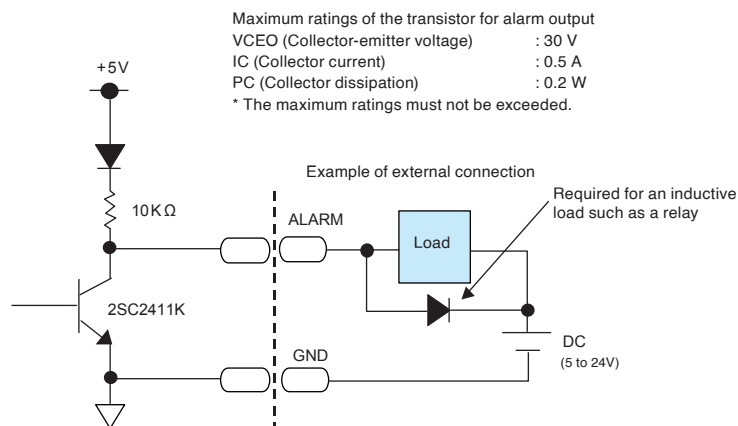 Maximum ratings of the transistor for alarm output
VCEO (Collector-emitter voltage) : 30 V
IC (Collector current) : 0.5 A
PC (Collector dissipation) : 0.2 W
* The maximum ratings must not be exceeded.
+5V
Example of external connection
Required for an inductive
load such as a relay
10KΩ
ALARM
Load
2SC2411K
GND
DC
(5 to 24V)